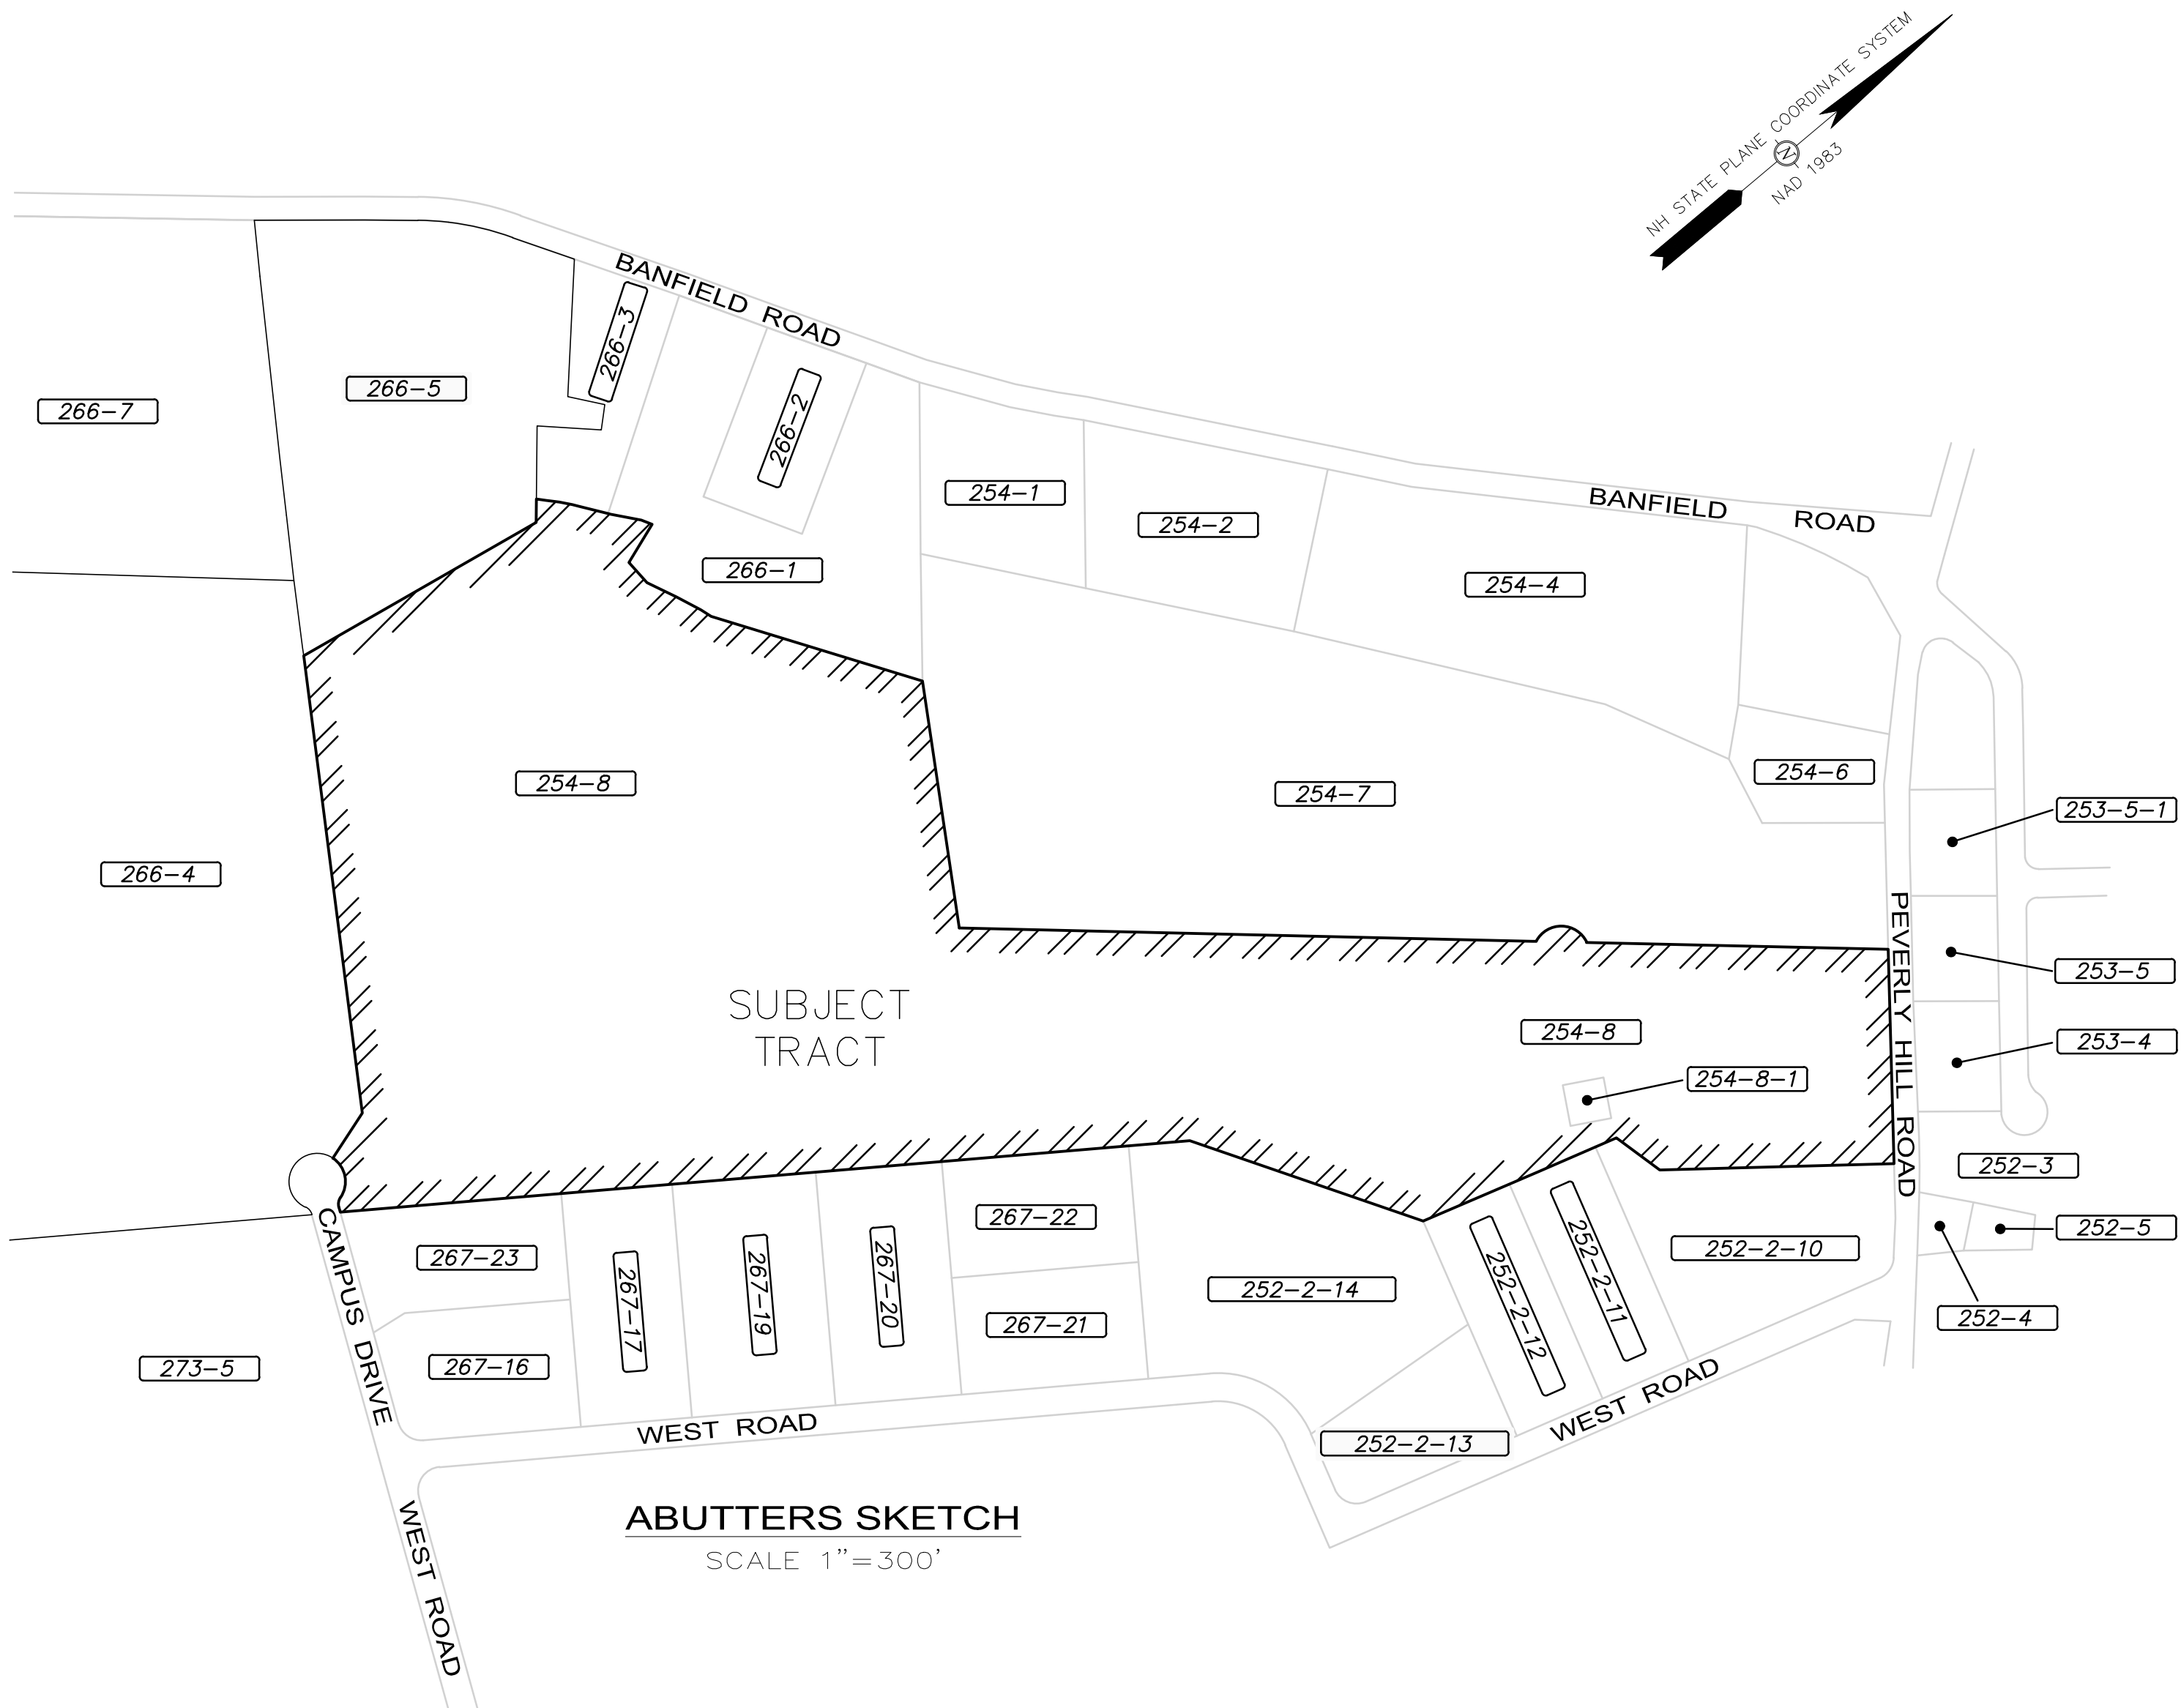 NH STATE PLANE COORDINATE SYSTEM
N
NAD 1983
BANFIELD ROAD
266-3
266-5
266-7
266-2
254-1
254-2
BANFIELD ROAD
266-1
254-4
254-8
254-7
254-6
253-5-1
266-4
PEVERLY HILL ROAD
253-5
SUBJECT
TRACT
254-8
253-4
254-8-1
252-3
267-22
252-5
267-23
267-17
267-19
267-20
252-2-14
252-2-12
252-2-11
252-2-10
267-21
252-4
CAMPUS DRIVE
273-5
267-16
WEST ROAD
WEST ROAD
252-2-13
WEST ROAD
ABUTTERS SKETCH
SCALE 1"=300'